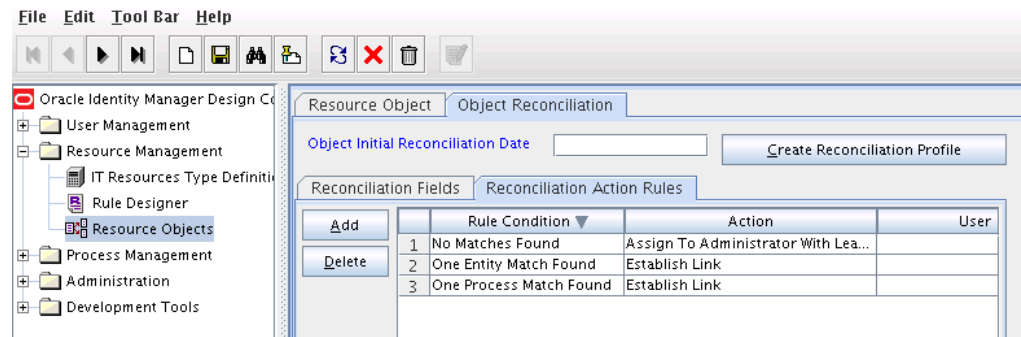 File Edit Tool Bar Help
Oracle Identity Manager Design Co
User Management
Resource Management
IT Resources Type Definiti
Rule Designer
Resource Objects
Process Management
Administration
Development Tools
Resource Object Object Reconciliation
Object Initial Reconciliation Date Create Reconciliation Profile
Reconciliation Fields Reconciliation Action Rules
Add
Delete
Rule Condition Action User
1 No Matches Found Assign To Administrator With Lea...
2 One Entity Match Found Establish Link
3 One Process Match Found Establish Link